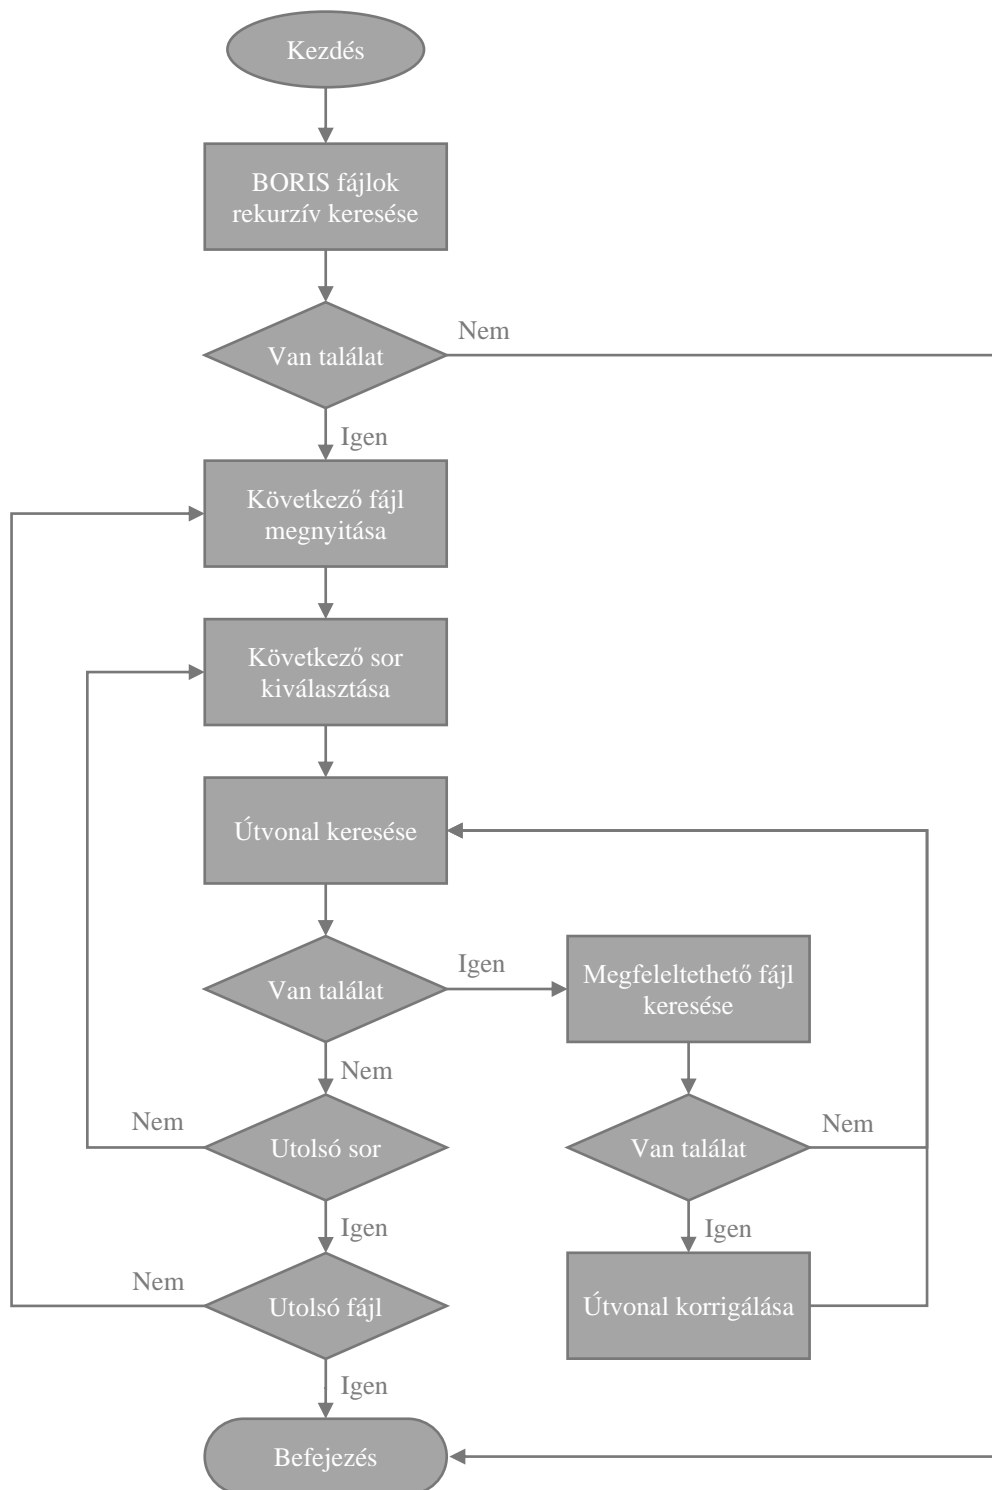 Kezdés
BORIS fájlok
rekurzív keresése
Van találat
Nem
Igen
Következő fájl
megnyitása
Következő sor
kiválasztása
Útvonal keresése
Van találat
Igen
Megfeleltethető fájl
keresése
Nem
Nem
Utolsó sor
Van találat
Nem
Igen
Igen
Nem
Utolsó fájl
Útvonal korrigálása
Igen
Befejezés